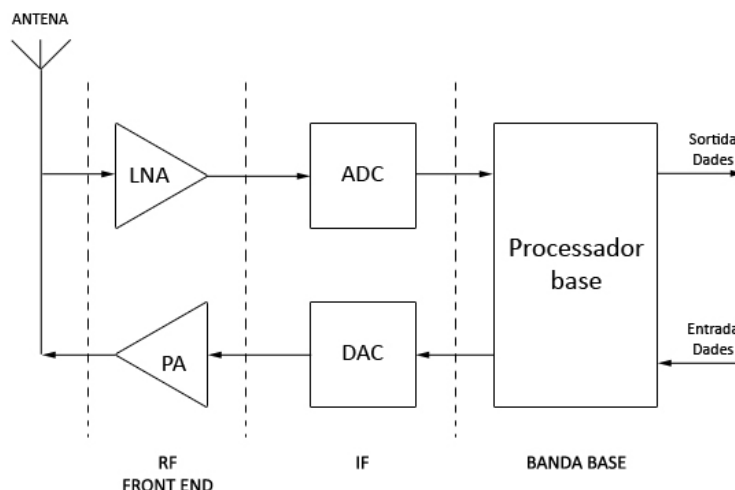 ANTENA
LNA
ADC
Sortida
Dades
Processador
base
PA
DAC
Entrada
Dades
RF
FRONT END
IF
BANDA BASE